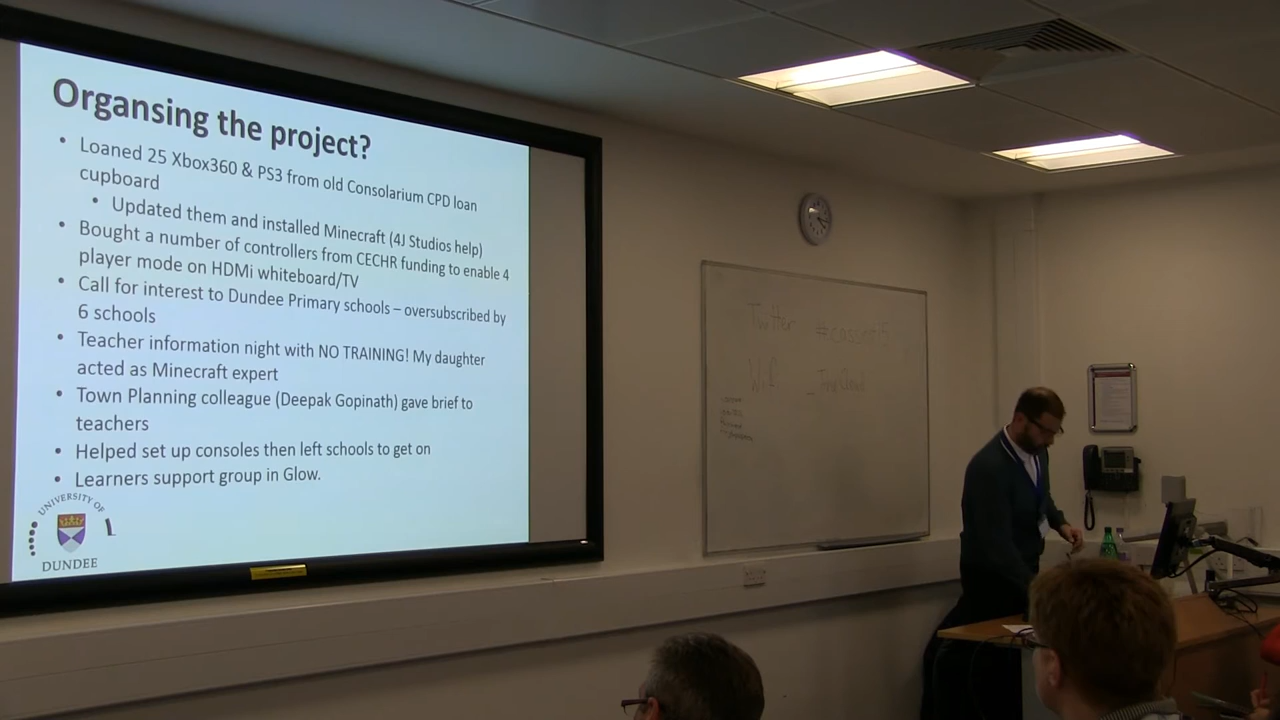 Organsing the project?
• Loaned 25 Xbox360 & PS3 from old Consolarium CPD loan
cupboard
• Updated them and installed Minecraft (4J Studios help)
• Bought a number of controllers from CECHR funding to enable 4
player mode on HDMi whiteboard/TV
• Call for interest to Dundee Primary schools – oversubscribed by
6 schools
• Teacher information night with NO TRAINING! My daughter
acted as Minecraft expert
• Town Planning colleague (Deepak Gopinath) gave brief to
teachers
• Helped set up consoles then left schools to get on
• Learners support group in Glow.
UNIVERSITY OF
DUNDEE
Twitter